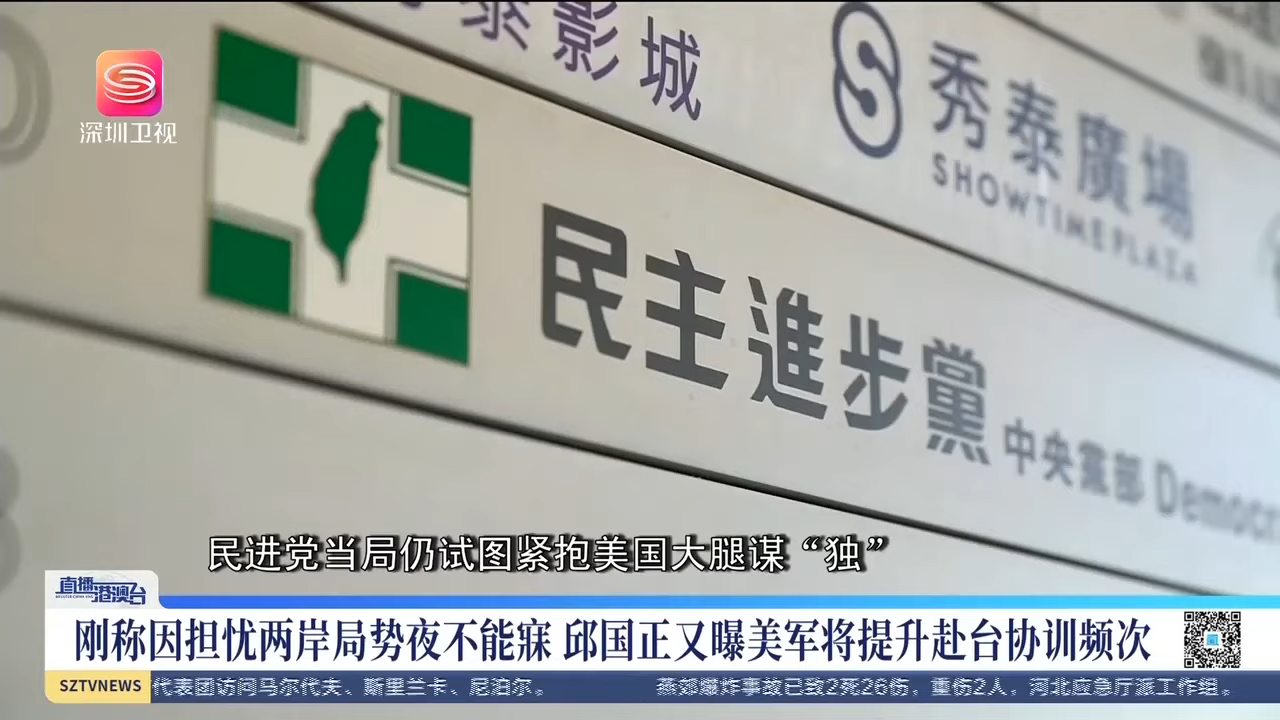 泰影城
秀泰廣場
SHOWTIME PLAZA
深圳卫视
民主進步黨
中央黨部 Democr
民进党当局仍试图紧抱美国大腿谋“独”
直播港澳台
刚称因担忧两岸局势夜不能寐 邱国正又曝美军将提升赴台协训频次
SZTVNEWS
代表团访问马尔代夫、斯里兰卡、尼泊尔。
燕郊爆炸事故已致2死26伤，重伤2人，河北应急厅派工作组。